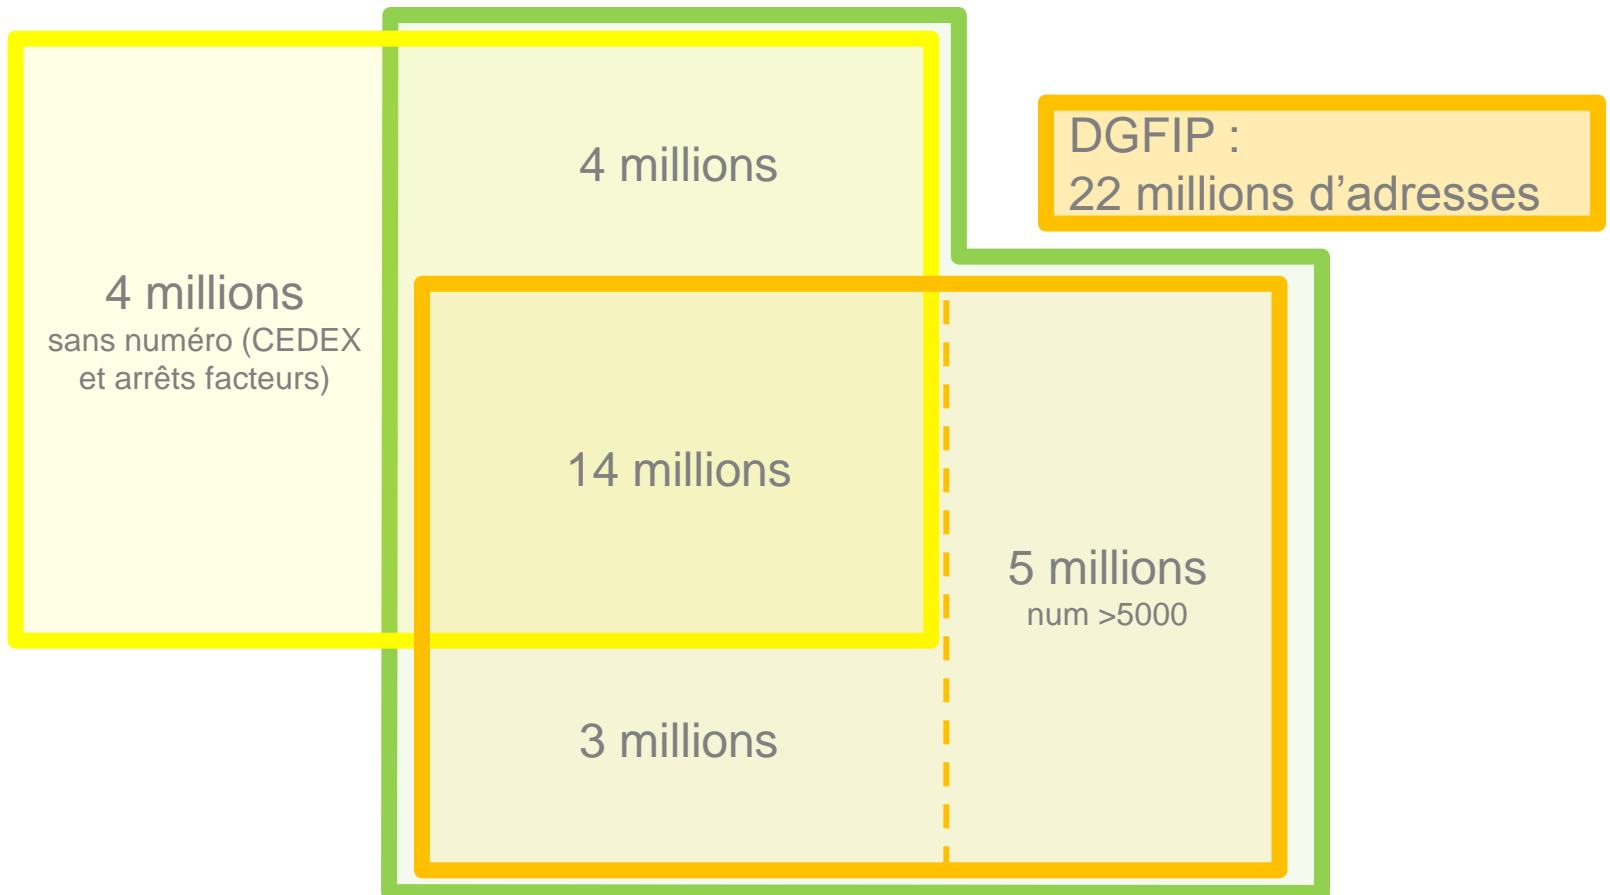 4 millions
DGFIP :
22 millions d’adresses
4 millions
sans numéro (CEDEX
et arrêts facteurs)
14 millions
5 millions
num >5000
3 millions